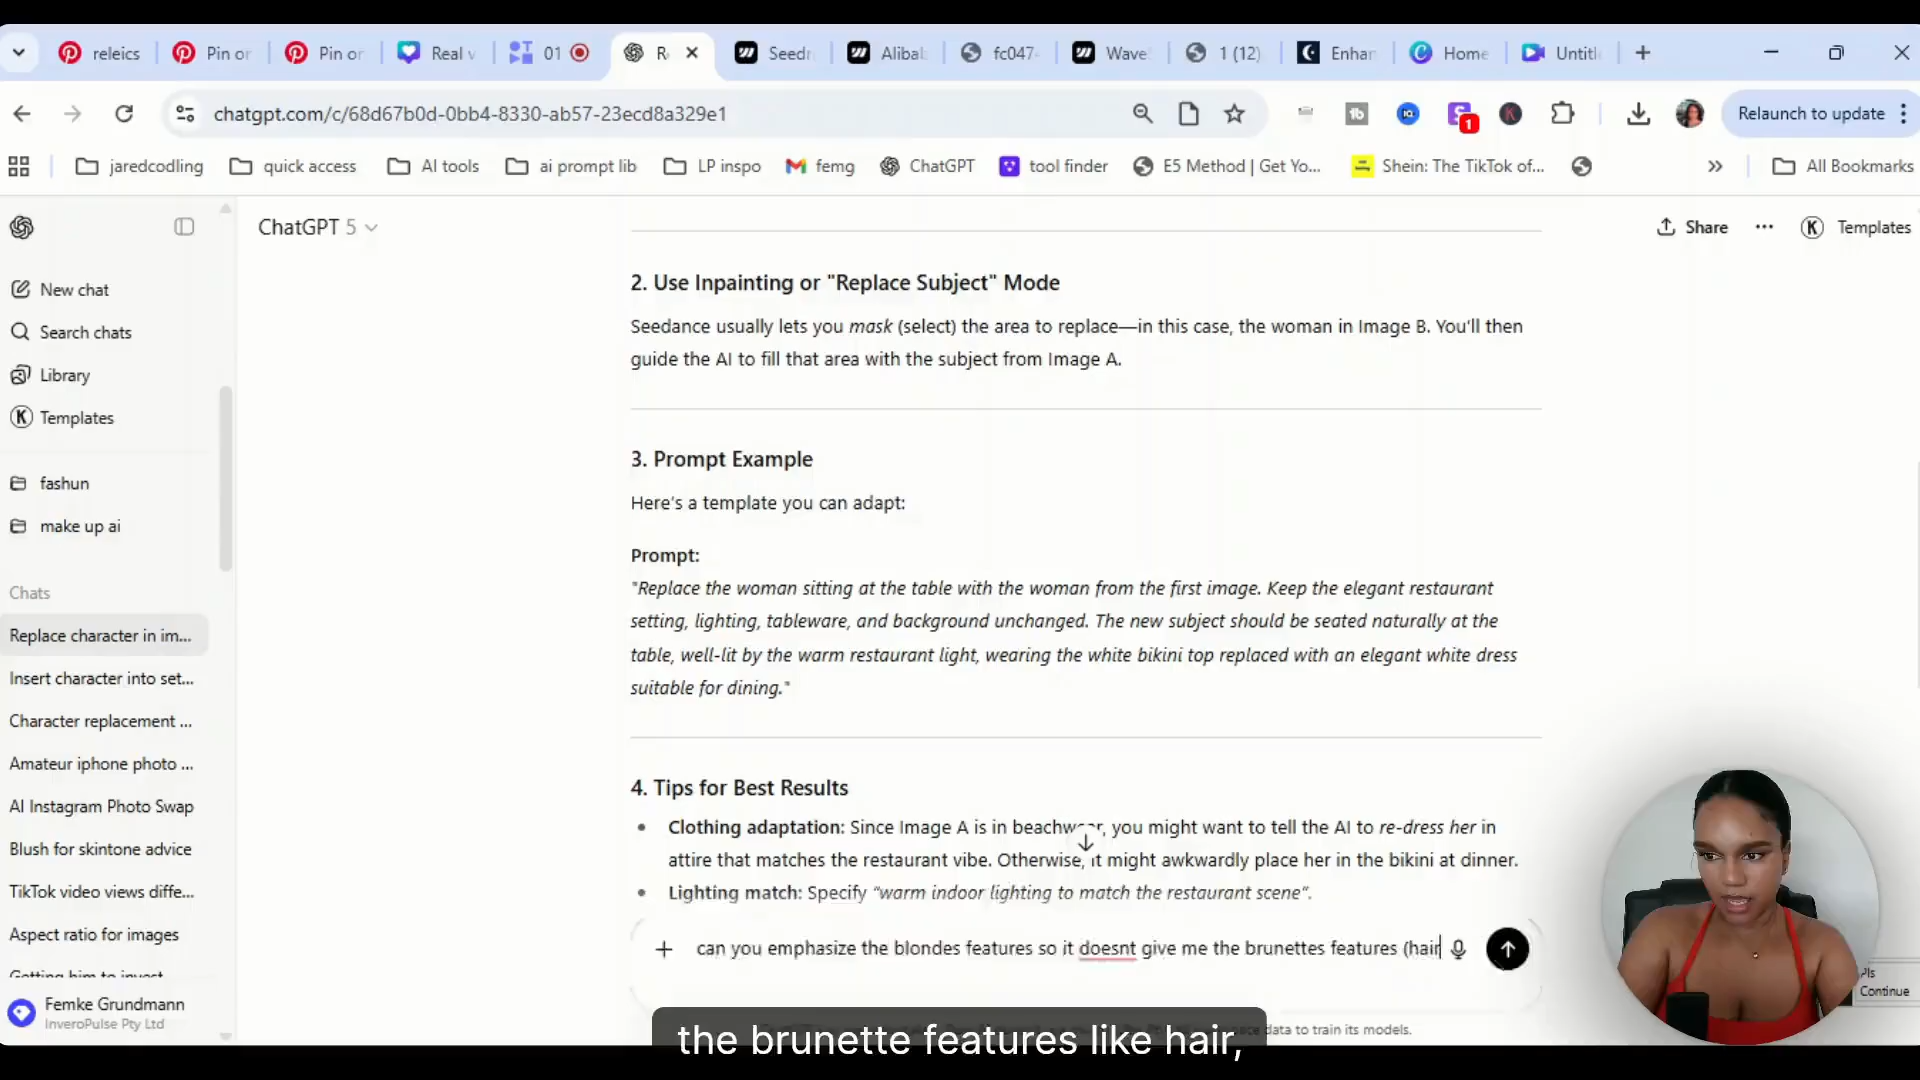 releics
Pin or
Pin or
Real v
01
R
Seedr
Alibab
fc047-
Wave
1 (12)
Enhan
Home
Untitl
chatgpt.com/c/68d67b0d-0bb4-8330-ab57-23ecd8a329e1
1
Relaunch to update
jaredcodling
quick access
AI tools
ai prompt lib
LP inspo
femg
ChatGPT
tool finder
E5 Method | Get Yo...
Shein: The TikTok of...
All Bookmarks
ChatGPT 5
Share
Templates
New chat
Search chats
Library
Templates
fashun
make up ai
Chats
Replace character in im...
Insert character into set...
Character replacement ...
Amateur iphone photo ...
AI Instagram Photo Swap
Blush for skintone advice
TikTok video views diffe...
Aspect ratio for images
Getting him to invest
Femke Grundmann
InveroPulse Pty Ltd
2. Use Inpainting or "Replace Subject" Mode
Seedance usually lets you mask (select) the area to replace—in this case, the woman in Image B. You'll then
guide the AI to fill that area with the subject from Image A.
3. Prompt Example
Here's a template you can adapt:
Prompt:
"Replace the woman sitting at the table with the woman from the first image. Keep the elegant restaurant
setting, lighting, tableware, and background unchanged. The new subject should be seated naturally at the
table, well-lit by the warm restaurant light, wearing the white bikini top replaced with an elegant white dress
suitable for dining."
4. Tips for Best Results
Clothing adaptation: Since Image A is in beachwear, you might want to tell the AI to re-dress her in
attire that matches the restaurant vibe. Otherwise, it might awkwardly place her in the bikini at dinner.
Lighting match: Specify "warm indoor lighting to match the restaurant scene".
can you emphasize the blondes features so it doesnt give me the brunettes features (hair
Pls
Continue
data to train its models.
the brunette features like hair,